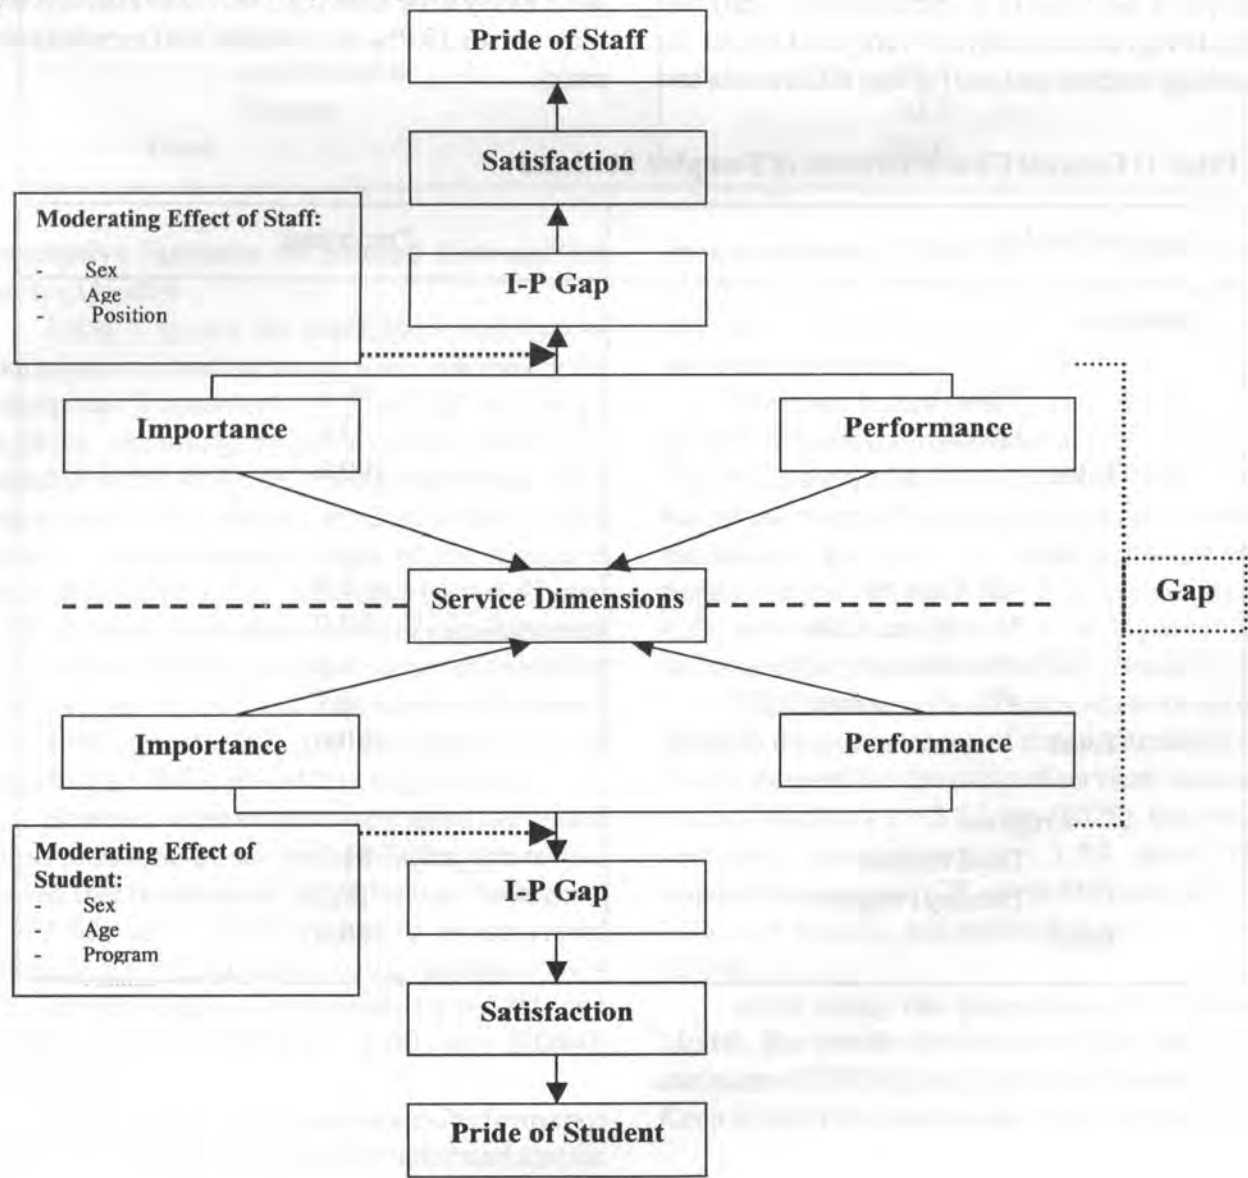 Pride of Staff
Satisfaction
Moderating Effect of Staff:
- Sex
- Age
- Position
I-P Gap
Importance
Performance
Service Dimensions
Gap
Importance
Performance
Moderating Effect of
Student:
- Sex
- Age
- Program
I-P Gap
Satisfaction
Pride of Student